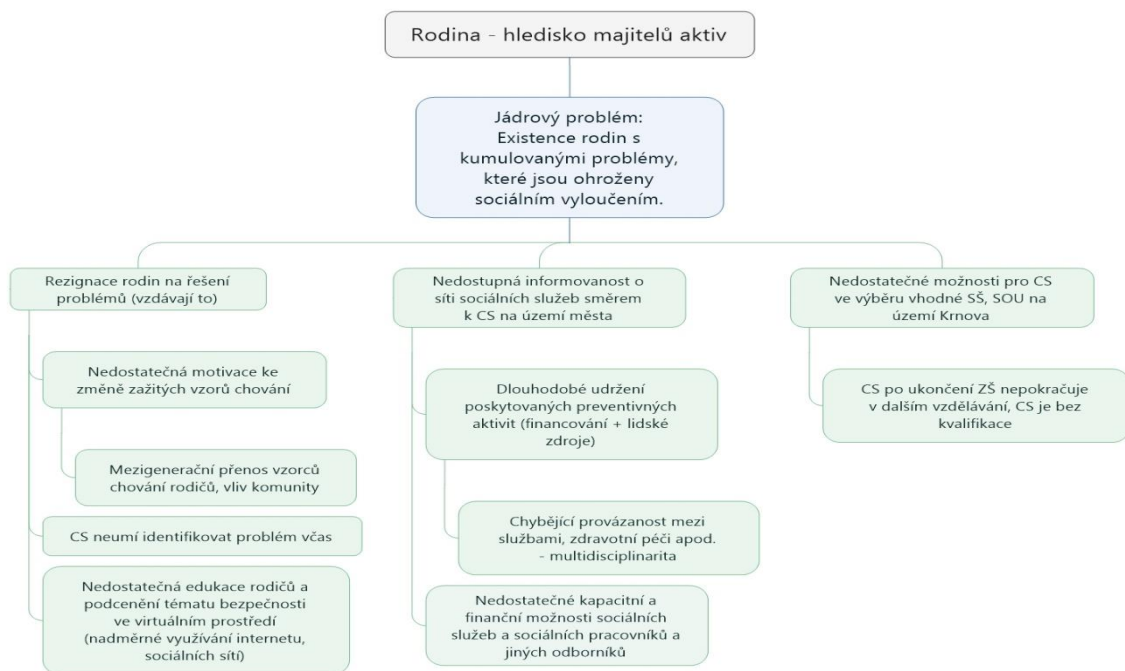 Rodina - hledisko majitelů aktiv
Jádrový problém:
Existence rodin s
kumulovanými problémy,
které jsou ohroženy
sociálním vyloučením.
Rezignace rodin na řešení
problémů (vzdávají to)
Nedostatečná motivace ke
změně zažitých vzorů chování
Mezigenerační přenos vzorců
chování rodičů, vliv komunity
CS neumí identifikovat problém včas
Nedostatečná edukace rodičů a
podcenění tématu bezpečnosti
ve virtuálním prostředí
(nadměrné využívání internetu,
sociálních sítí)
Nedostupná informovanost o
síti sociálních služeb směrem
k CS na území města
Dlouhodobé udržení
poskytovaných preventivných
aktivit (financování + lidské
zdroje)
Chybějící provázanost mezi
službami, zdravotní péči apod.
- multidisciplinarita
Nedostatečné kapacitní a
finanční možnosti sociálních
služeb a sociálních pracovníků a
jiných odborníků
Nedostatečné možnosti pro CS
ve výběru vhodné SŠ, SOU na
území Krnova
CS po ukončení ZŠ nepokračuje
v dalším vzdělávání, CS je bez
kvalifikace